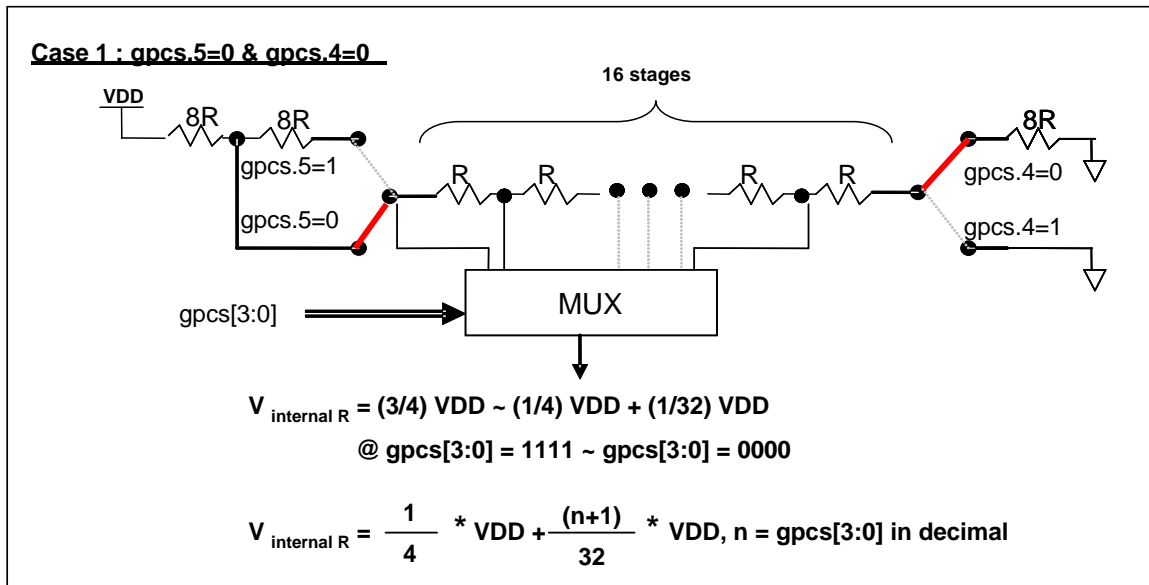 Case 1 : gpcs.5=0 & gpcs.4=0
16 stages
VDD
8R 8R 8R
gpcs.5=1 R R R R gpcs.4=0
gpcs.5=0 gpcs.4=1
MUX
gpcs[3:0]
V internal R = (3/4) VDD ~ (1/4) VDD + (1/32) VDD
@ gpcs[3:0] = 1111 ~ gpcs[3:0] = 0000
V internal R = 1/4 * VDD + (n+1)/32 * VDD, n = gpcs[3:0] in decimal